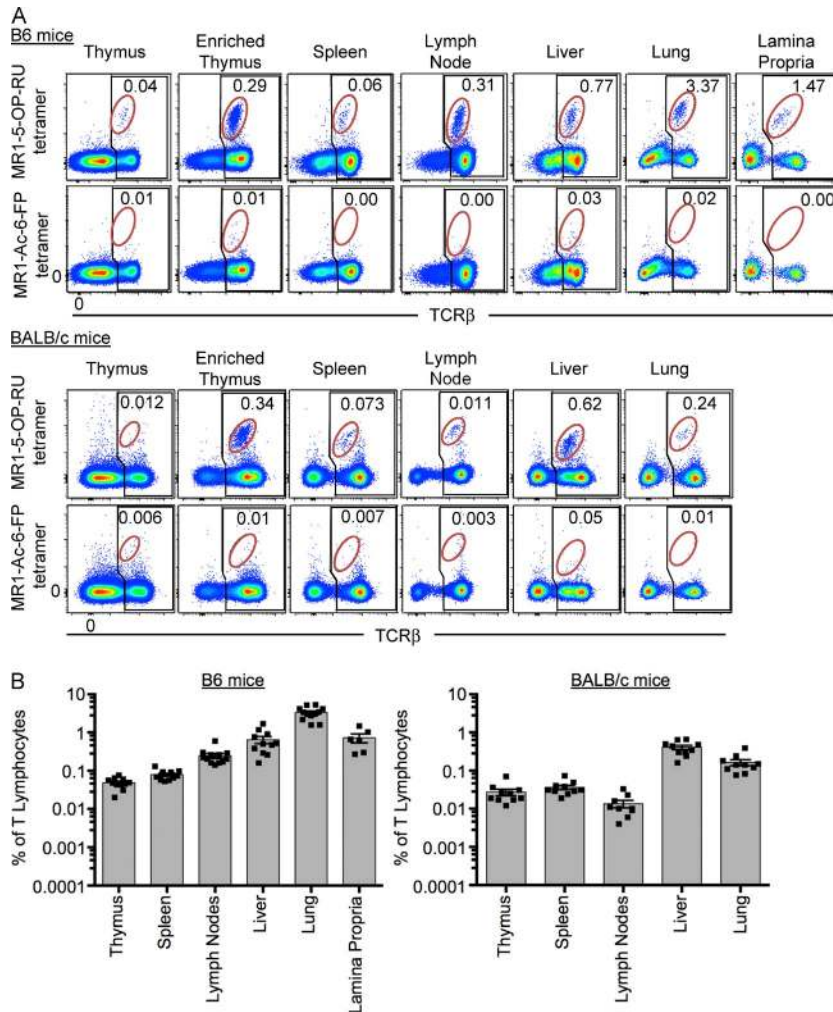 A
B6 mice
Thymus Enriched Thymus Spleen Lymph Node Liver Lung Lamina Propria
MR1-5-OP-RU tetramer
0.04 0.29 0.06 0.31 0.77 3.37 1.47
MR1-Ac-6-FP tetramer
0.01 0.01 0.00 0.00 0.03 0.02 0.00
0
0
TCRβ
BALB/c mice
Thymus Enriched Thymus Spleen Lymph Node Liver Lung
MR1-5-OP-RU tetramer
0.012 0.34 0.073 0.011 0.62 0.24
MR1-Ac-6-FP tetramer
0.006 0.01 0.007 0.003 0.05 0.01
0
0
TCRβ
B
B6 mice
% of T Lymphocytes
10
1
0.1
0.01
0.001
0.0001
Thymus
Spleen
Lymph Nodes
Liver
Lung
Lamina Propria
BALB/c mice
% of T Lymphocytes
10
1
0.1
0.01
0.001
0.0001
Thymus
Spleen
Lymph Nodes
Liver
Lung